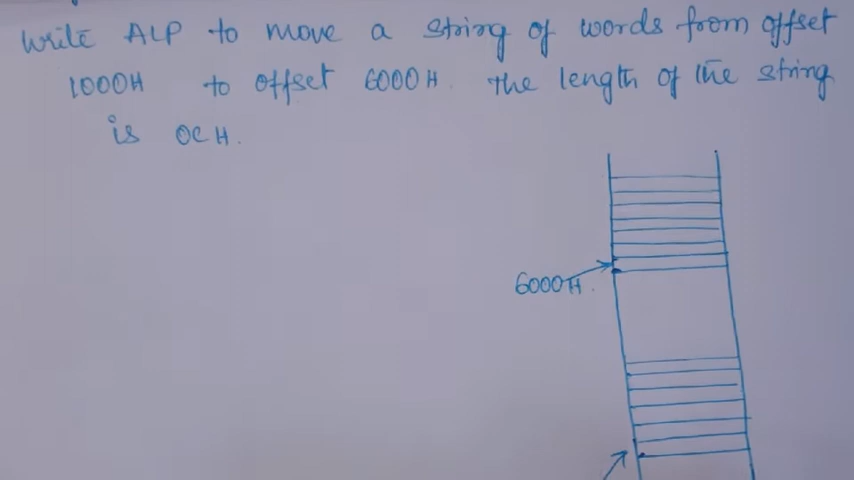 Write ALP to move a string of words from offset
1000H to offset 6000H. The length of the string
is 0CH.
6000H.